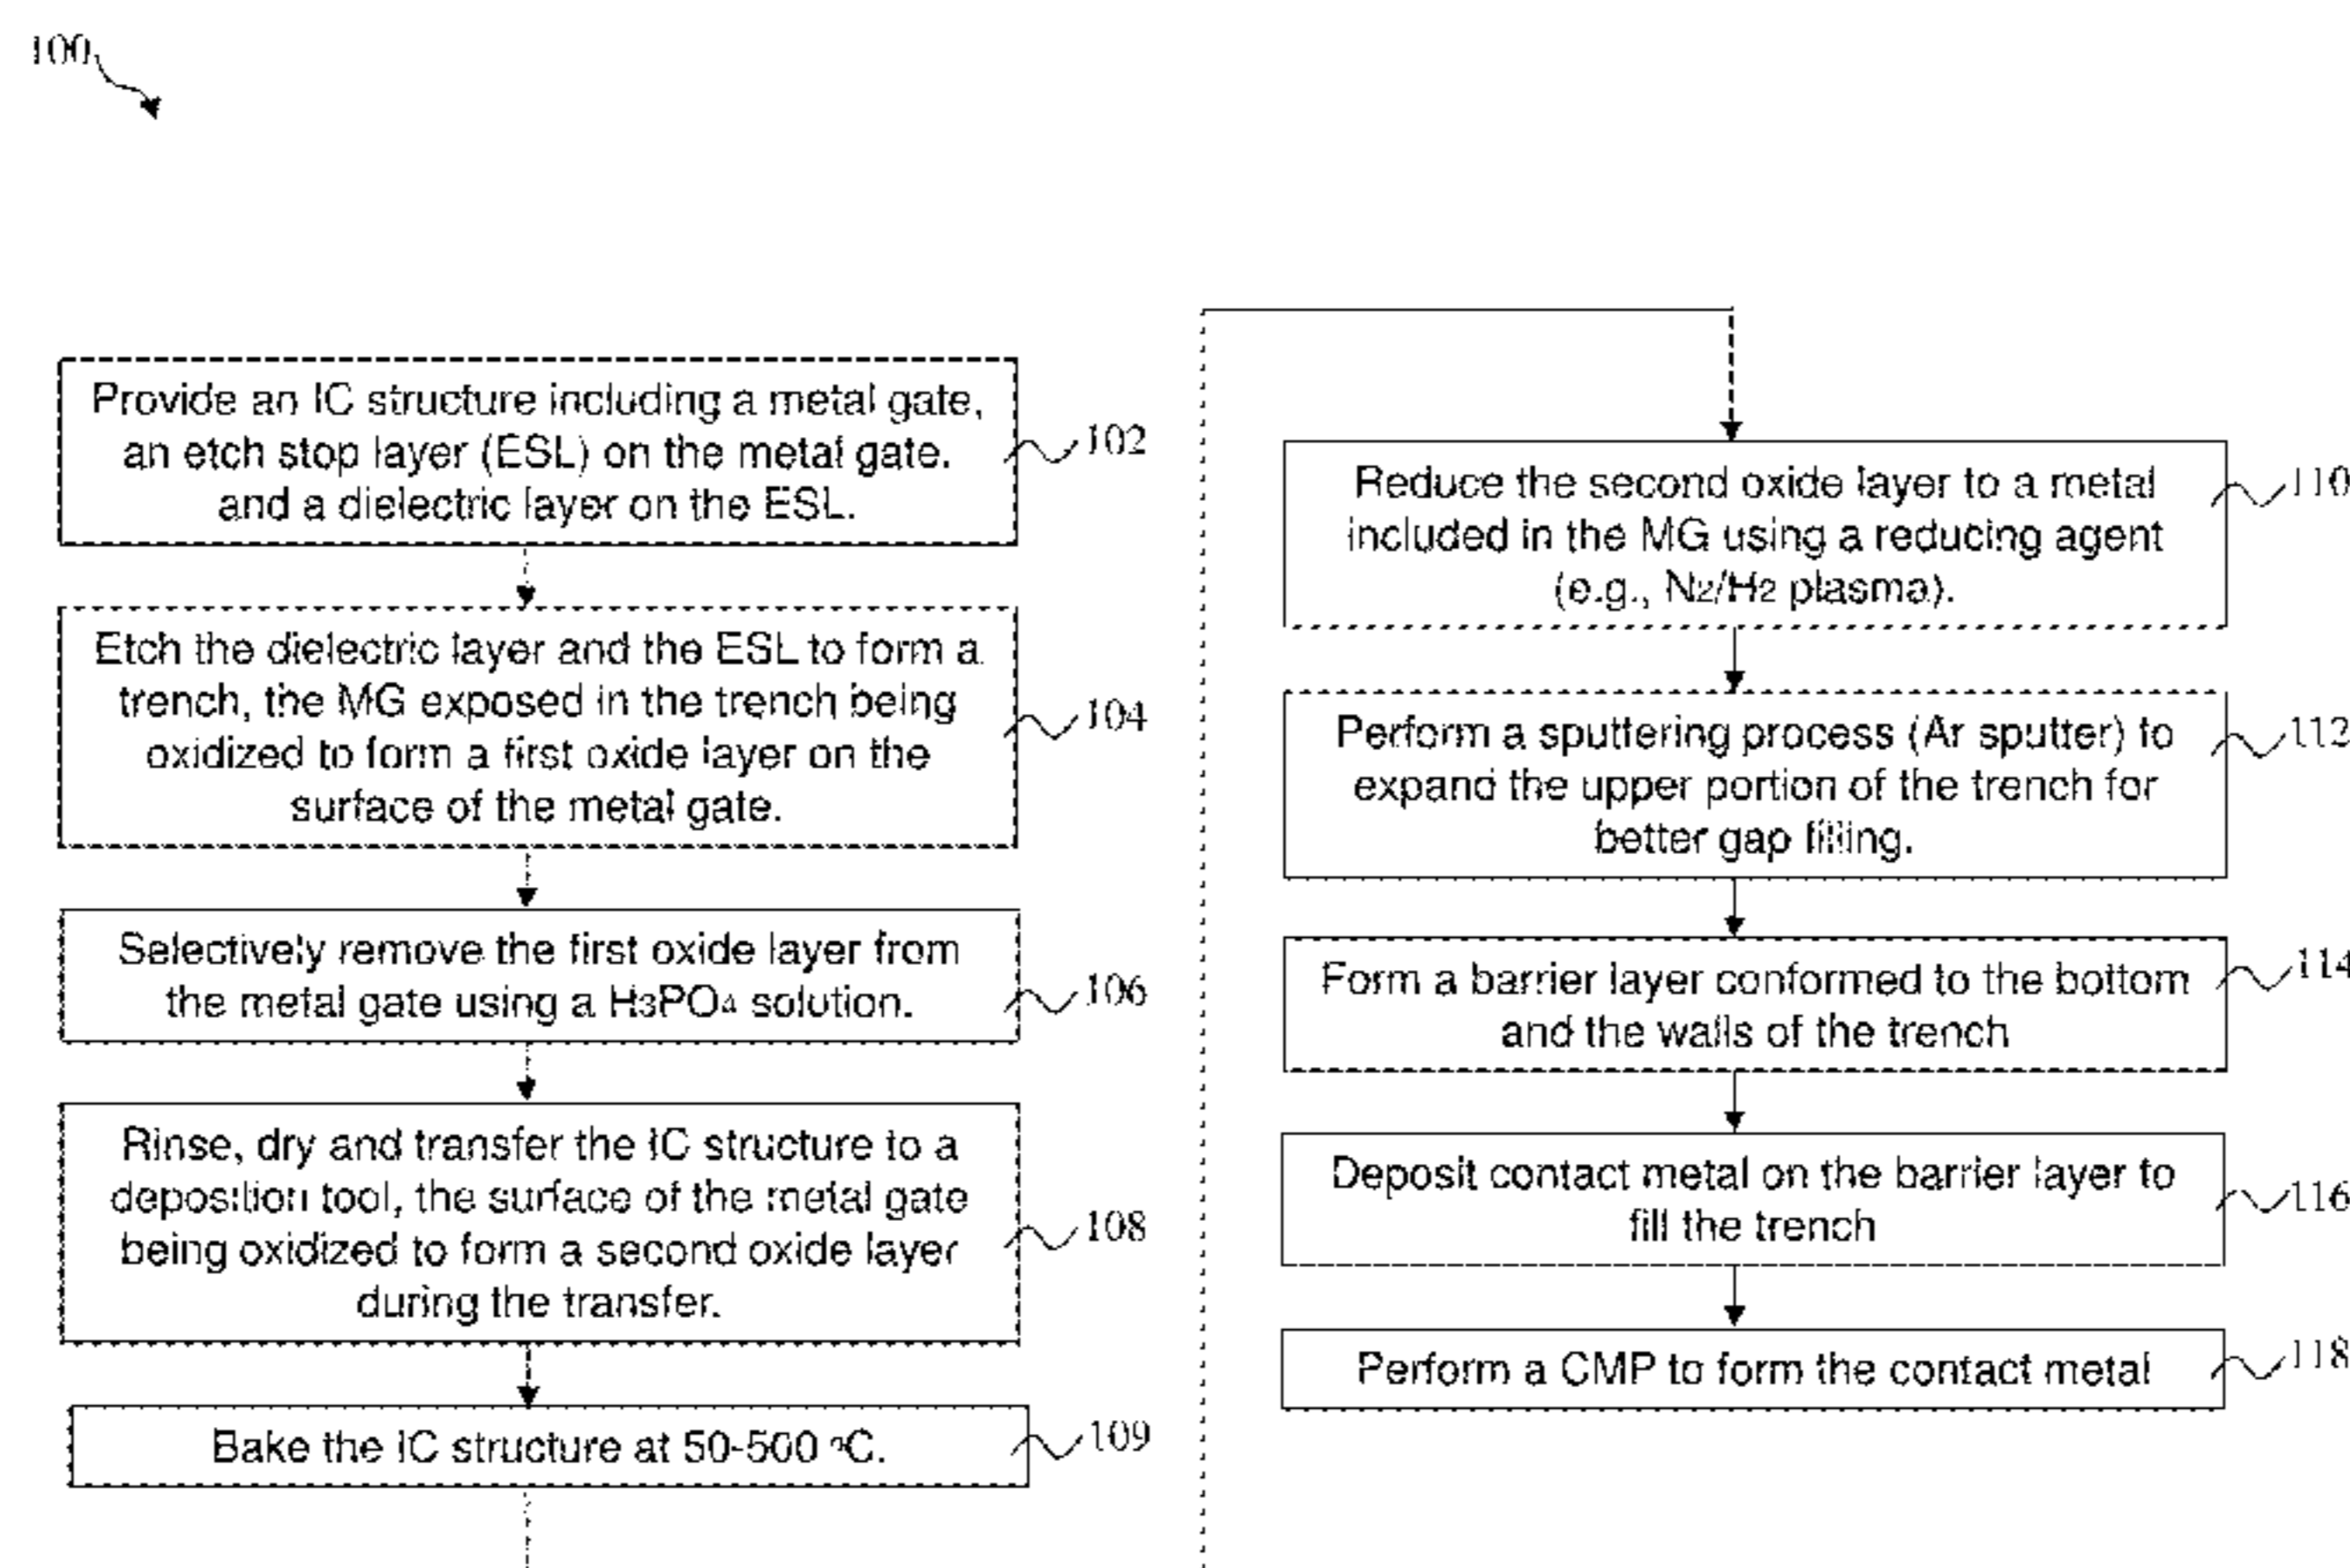 100
Provide an IC structure including a metal gate,
an etch stop layer (ESL) on the metal gate.
and a dielectric layer on the ESL.
102
Etch the dielectric layer and the ESL to form a
trench, the MG exposed in the trench being
oxidized to form a first oxide layer on the
surface of the metal gate.
104
Selectively remove the first oxide layer from
the metal gate using a H3PO4 solution.
106
Rinse, dry and transfer the IC structure to a
deposition tool, the surface of the metal gate
being oxidized to form a second oxide layer
during the transfer.
108
Bake the IC structure at 50-500 °C.
109
Reduce the second oxide layer to a metal
included in the MG using a reducing agent
(e.g., N2/H2 plasma).
110
Perform a sputtering process (Ar sputter) to
expand the upper portion of the trench for
better gap filling.
112
Form a barrier layer conformed to the bottom
and the walls of the trench
114
Deposit contact metal on the barrier layer to
fill the trench
116
Perform a CMP to form the contact metal
118